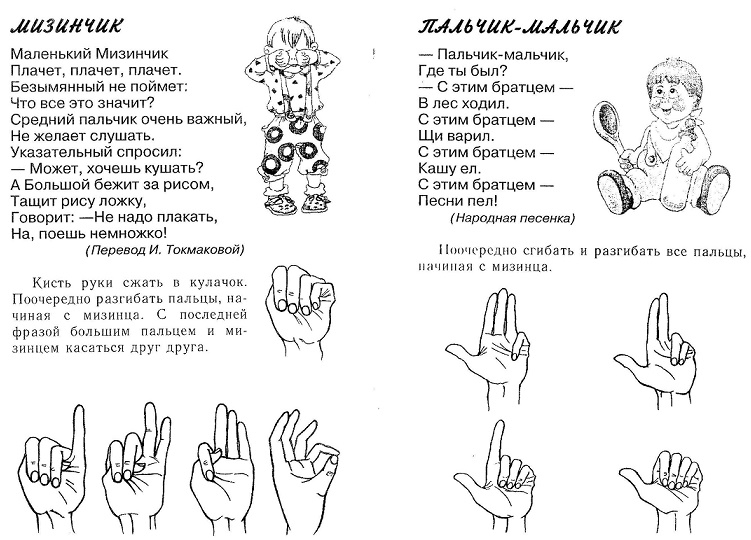 МИЗИНЧИК
Маленький Мизинчик
Плачет, плачет, плачет.
Безымянный не поймет:
Что все это значит?
Средний пальчик очень важный,
Не желает слушать.
Указательный спросил:
— Может, хочешь кушать?
А Большой бежит за рисом,
Тащит рису ложку,
Говорит: —Не надо плакать,
На, поешь немножко!
(Перевод И. Токмаковой)
Кисть руки сжать в кулачок.
Поочередно разгибать пальцы, на-
чиная с мизинца. С последней
фразой большим пальцем и ми-
зинцем касаться друг друга.
ПАЛЬЧИК-МАЛЬЧИК
— Пальчик-мальчик,
Где ты был?
— С этим братцем —
В лес ходил.
С этим братцем —
Щи варил.
С этим братцем —
Кашу ел.
С этим братцем —
Песни пел!
(Народная песенка)
Поочередно сгибать и разгибать все пальцы,
начиная с мизинца.